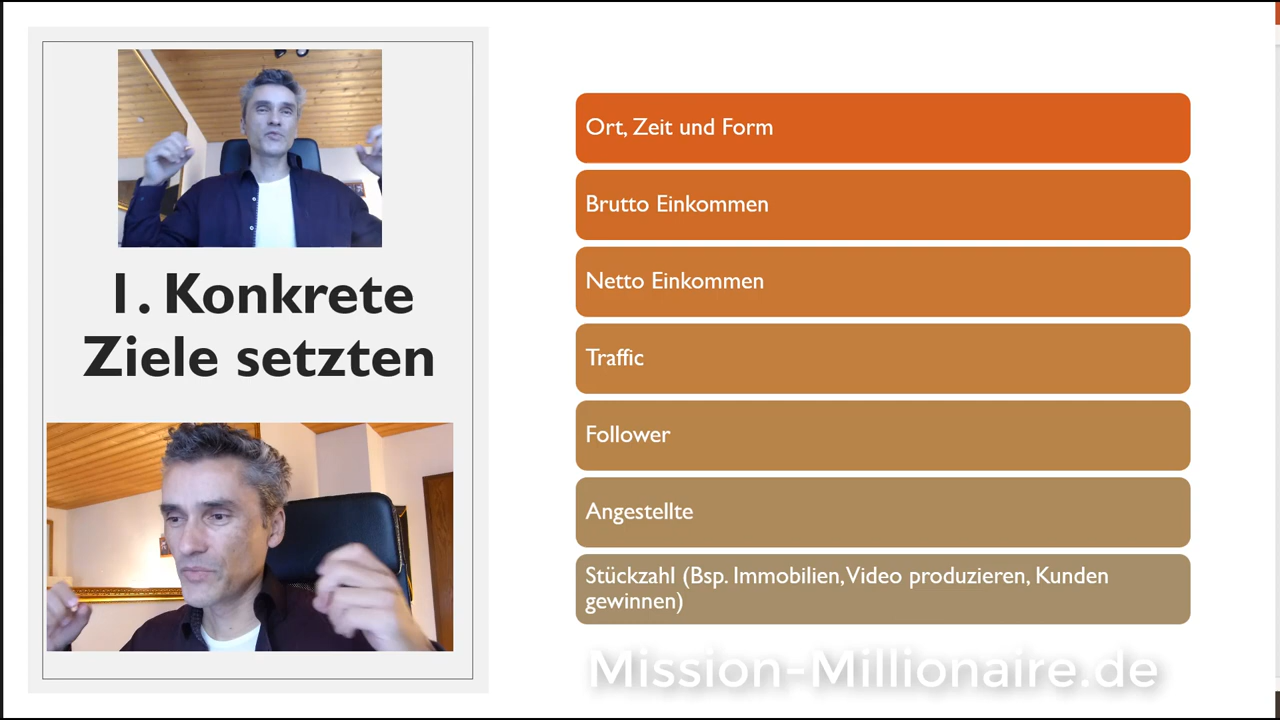 1. Konkrete
Ziele setzten
Ort, Zeit und Form
Brutto Einkommen
Netto Einkommen
Traffic
Follower
Angestellte
Stückzahl (Bsp. Immobilien, Video produzieren, Kunden
gewinnen)
Mission-Millionaire.de